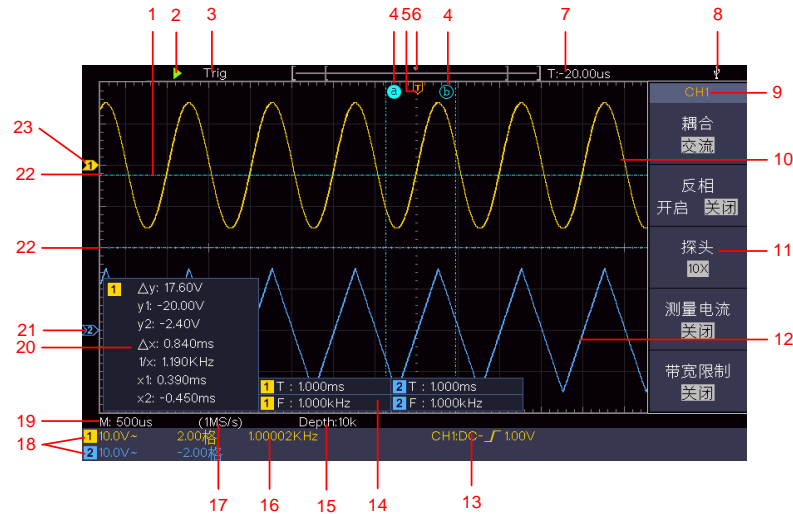 1 2 3 4 5 6 4 7 8
Trig T T:-20.00us
a T b
CH1 9
耦合
交流
10
反相
开启 关闭
探头 11
10X
测量电流
关闭
12
带宽限制
关闭
23 1
22
22
21 2
20
1 △y: 17.60V
y1: -20.00V
y2: -2.40V
△x: 0.840ms
1/x: 1.190KHz
x1: 0.390ms
x2: -0.450ms
1 T : 1.000ms 2 T : 1.000ms
1 F : 1.000kHz 2 F : 1.000kHz
19 M: 500us (1MS/s) Depth:10k
18 1 10.0V~ 2.00格 1.00002KHz CH1:DC- 1.00V
2 10.0V~ -2.00格
17 16 15 14 13